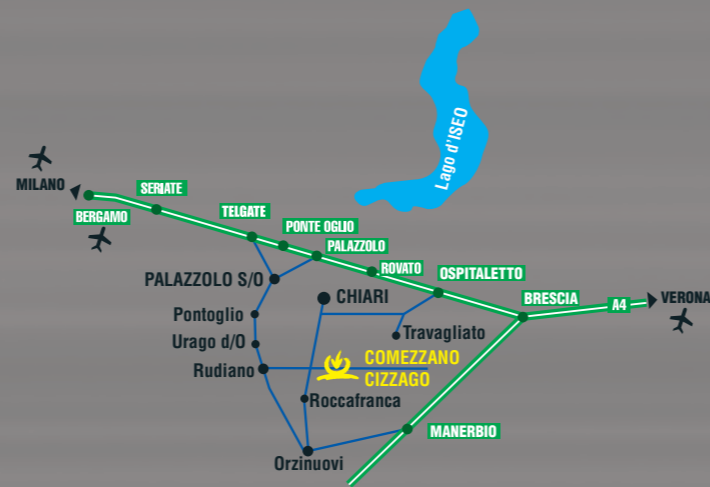 Lago d'ISEO
MILANO
SERIATE
BERGAMO
TELGATE
PONTE OGLIO
PALAZZOLO
ROVATO
OSPITALETTO
PALAZZOLO S/O
CHIARI
BRESCIA
A4
VERONA
Pontoglio
Travagliato
Urago d/O
COMEZZANO
CIZZAGO
Rudiano
Roccafranca
MANERBIO
Orzinuovi